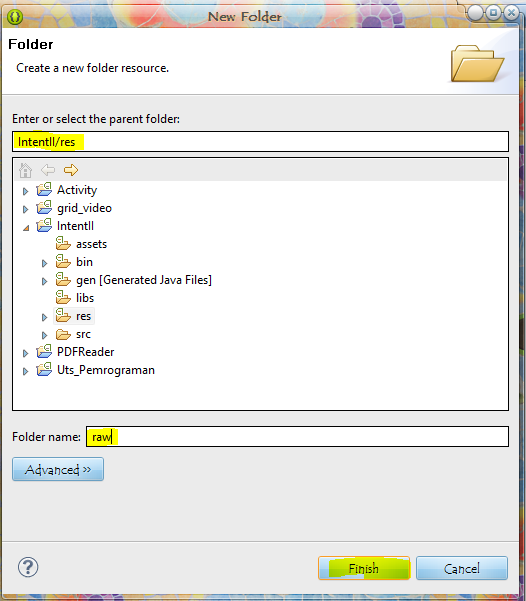 New Folder
Folder
Create a new folder resource.
Enter or select the parent folder:
IntentII/res
Activity
grid_video
IntentII
assets
bin
gen [Generated Java Files]
libs
res
src
PDFReader
Uts_Pemrograman
Folder name: raw
Advanced >>
? Finish Cancel